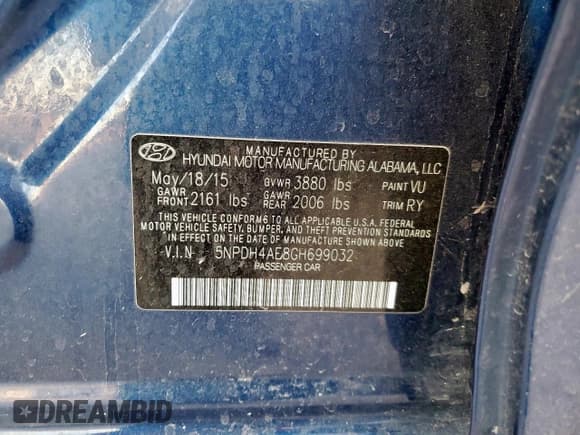 MANUFACTURED BY
HYUNDAI MOTOR MANUFACTURING ALABAMA, LLC
May/18/15 GVWR 3880 lbs PAINT VU
GAWR FRONT 2161 lbs GAWR REAR 2006 lbs TRIM RY
THIS VEHICLE CONFORMS TO ALL APPLICABLE U.S.A. FEDERAL
MOTOR VEHICLE SAFETY, BUMPER, AND THEFT PREVENTION STANDARDS
IN EFFECT ON THE DATE OF MANUFACTURE SHOWN ABOVE.
V.I.N : 5NPDH4AE8GH699032
PASSENGER CAR
DREAMBID